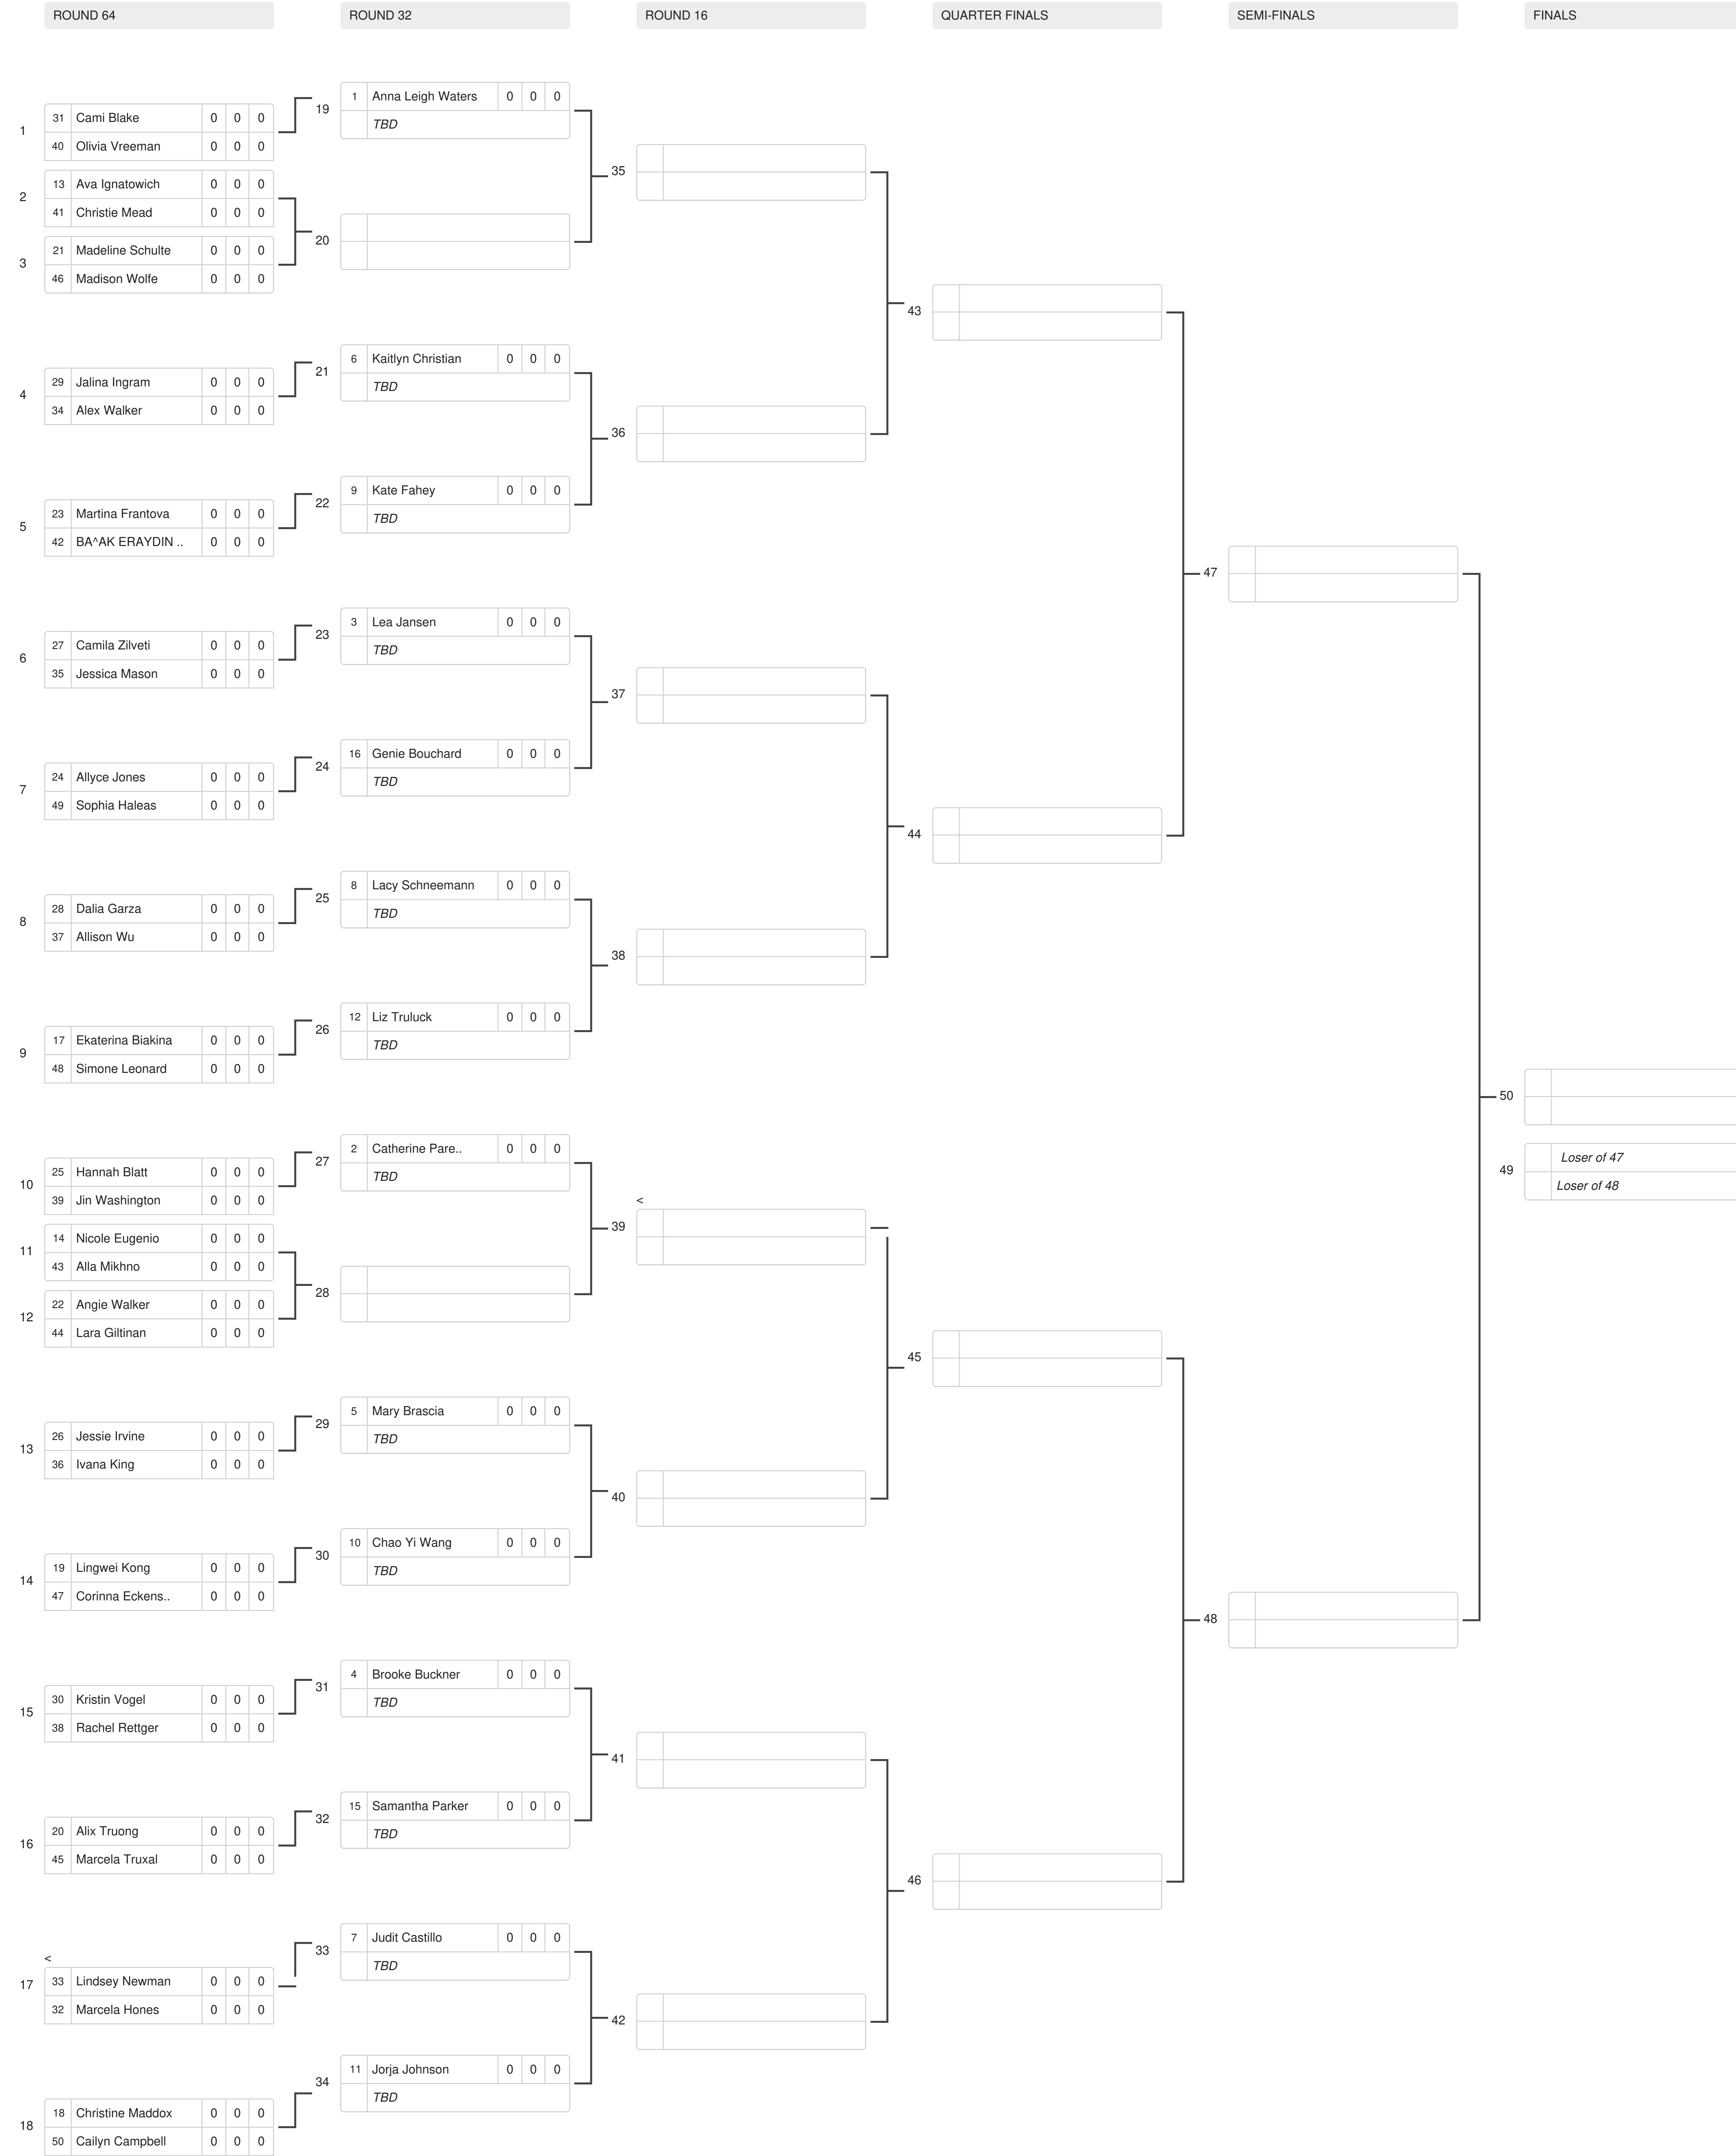 ROUND 64
ROUND 32
ROUND 16
QUARTER FINALS
SEMI-FINALS
FINALS
1
31 Cami Blake 0 0 0
40 Olivia Vreeman 0 0 0
2
13 Ava Ignatowich 0 0 0
41 Christie Mead 0 0 0
3
21 Madeline Schulte 0 0 0
46 Madison Wolfe 0 0 0
4
29 Jalina Ingram 0 0 0
34 Alex Walker 0 0 0
5
23 Martina Frantova 0 0 0
42 BA^AK ERAYDIN .. 0 0 0
6
27 Camila Zilveti 0 0 0
35 Jessica Mason 0 0 0
7
24 Allyce Jones 0 0 0
49 Sophia Haleas 0 0 0
8
28 Dalia Garza 0 0 0
37 Allison Wu 0 0 0
9
17 Ekaterina Biakina 0 0 0
48 Simone Leonard 0 0 0
10
25 Hannah Blatt 0 0 0
39 Jin Washington 0 0 0
11
14 Nicole Eugenio 0 0 0
43 Alla Mikhno 0 0 0
12
22 Angie Walker 0 0 0
44 Lara Giltinan 0 0 0
13
26 Jessie Irvine 0 0 0
36 Ivana King 0 0 0
14
19 Lingwei Kong 0 0 0
47 Corinna Eckens.. 0 0 0
15
30 Kristin Vogel 0 0 0
38 Rachel Rettger 0 0 0
16
20 Alix Truong 0 0 0
45 Marcela Truxal 0 0 0
<
17
33 Lindsey Newman 0 0 0
32 Marcela Hones 0 0 0
18
18 Christine Maddox 0 0 0
50 Cailyn Campbell 0 0 0
19
1 Anna Leigh Waters 0 0 0
TBD
20
21
6 Kaitlyn Christian 0 0 0
TBD
22
9 Kate Fahey 0 0 0
TBD
23
3 Lea Jansen 0 0 0
TBD
24
16 Genie Bouchard 0 0 0
TBD
25
8 Lacy Schneemann 0 0 0
TBD
26
12 Liz Truluck 0 0 0
TBD
27
2 Catherine Pare.. 0 0 0
TBD
28
29
5 Mary Brascia 0 0 0
TBD
30
10 Chao Yi Wang 0 0 0
TBD
31
4 Brooke Buckner 0 0 0
TBD
32
15 Samantha Parker 0 0 0
TBD
33
7 Judit Castillo 0 0 0
TBD
34
11 Jorja Johnson 0 0 0
TBD
35
36
37
38
<
39
40
41
42
43
44
45
46
47
48
50
49
Loser of 47
Loser of 48